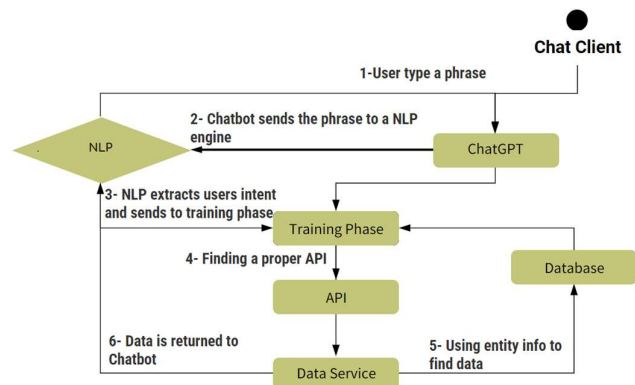 Chat Client
1-User type a phrase
2- Chatbot sends the phrase to a NLP
engine
NLP
ChatGPT
3- NLP extracts users intent
and sends to training phase
Training Phase
4- Finding a proper API
Database
API
6- Data is returned to
Chatbot
5- Using entity info to
find data
Data Service